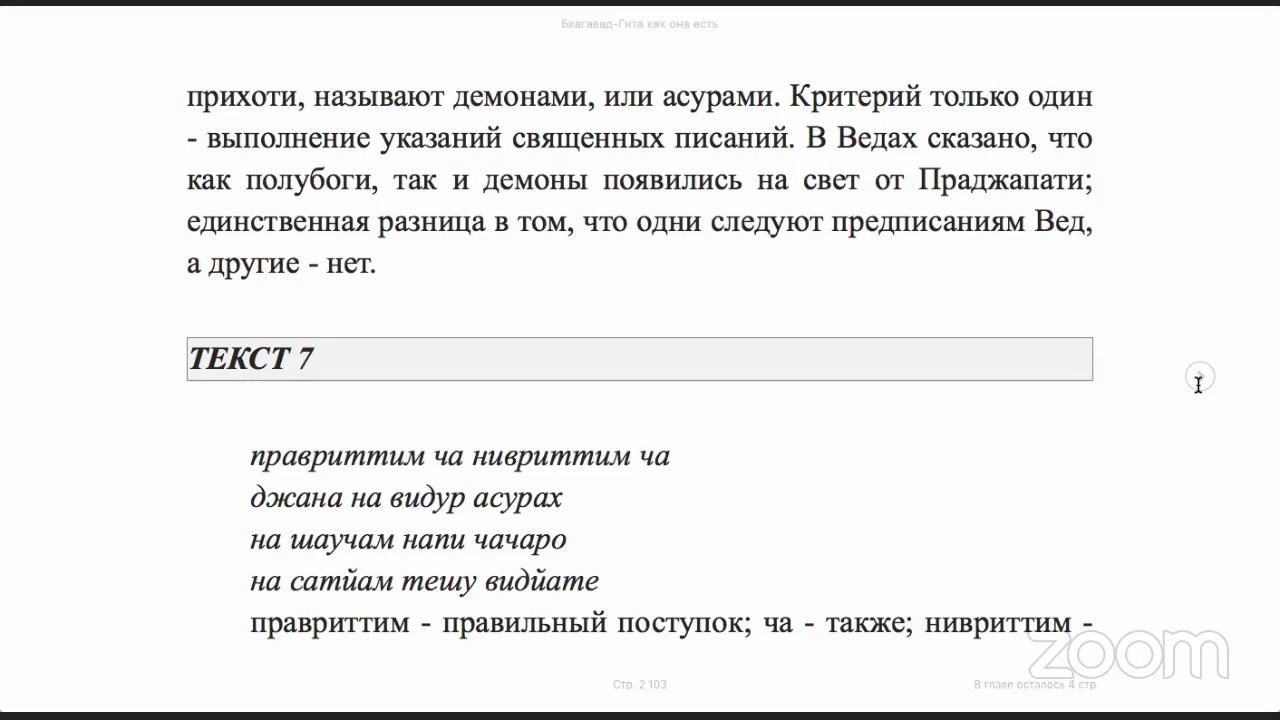 Бхагавад-Гита как она есть
прихоти, называют демонами, или асурами. Критерий только один
- выполнение указаний священных писаний. В Ведах сказано, что
как полубоги, так и демоны появились на свет от Праджапати;
единственная разница в том, что одни следуют предписаниям Вед,
а другие - нет.
ТЕКСТ 7
правриттим ча нивриттим ча
джана на видур асурах
на шаучам напи чачаро
на сатйам тешу видйате
правриттим - правильный поступок; ча - также; нивриттим -
zoom
Стр. 2 103
В главе осталось 4 стр.